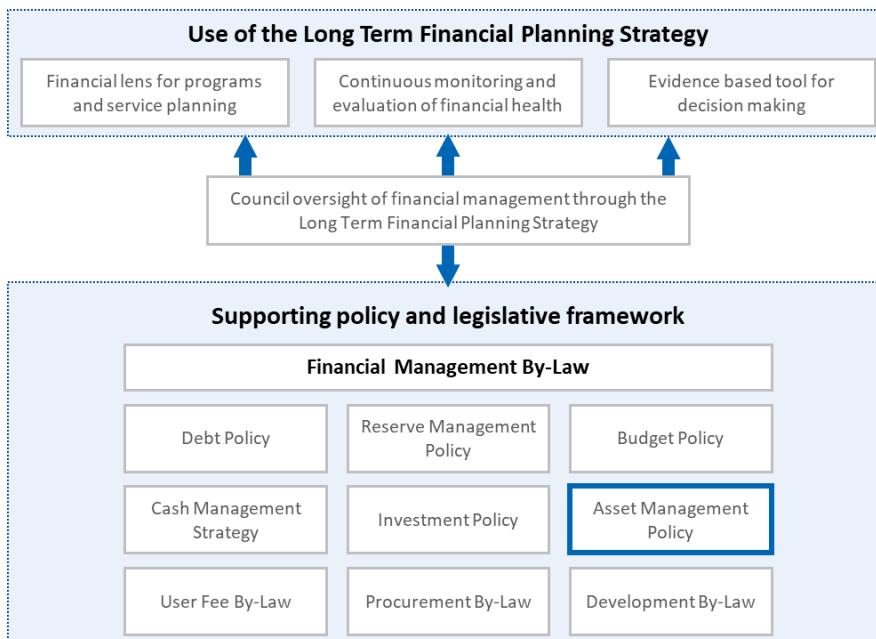 Use of the Long Term Financial Planning Strategy
Financial lens for programs
and service planning
Continuous monitoring and
evaluation of financial health
Evidence based tool for
decision making
Council oversight of financial management through the
Long Term Financial Planning Strategy
Supporting policy and legislative framework
Financial Management By-Law
Debt Policy
Reserve Management
Policy
Budget Policy
Cash Management
Strategy
Investment Policy
Asset Management
Policy
User Fee By-Law
Procurement By-Law
Development By-Law